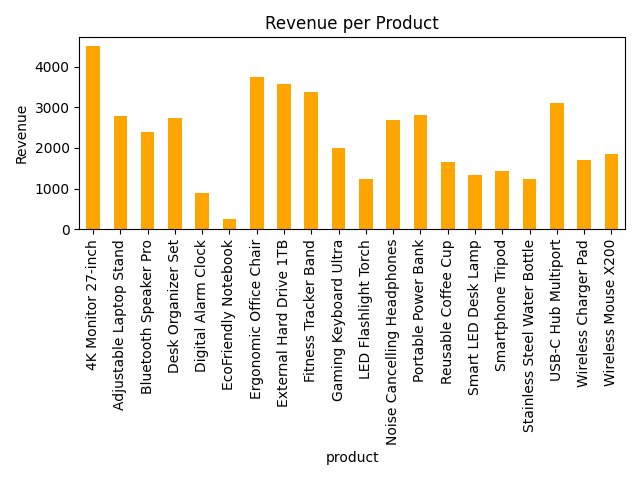 Revenue per Product
Revenue
4000
3000
2000
1000
0
4K Monitor 27-inch
Adjustable Laptop Stand
Bluetooth Speaker Pro
Desk Organizer Set
Digital Alarm Clock
EcoFriendly Notebook
Ergonomic Office Chair
External Hard Drive 1TB
Fitness Tracker Band
Gaming Keyboard Ultra
LED Flashlight Torch
Noise Cancelling Headphones
Portable Power Bank
Reusable Coffee Cup
Smart LED Desk Lamp
Smartphone Tripod
Stainless Steel Water Bottle
USB-C Hub Multiport
Wireless Charger Pad
Wireless Mouse X200
product